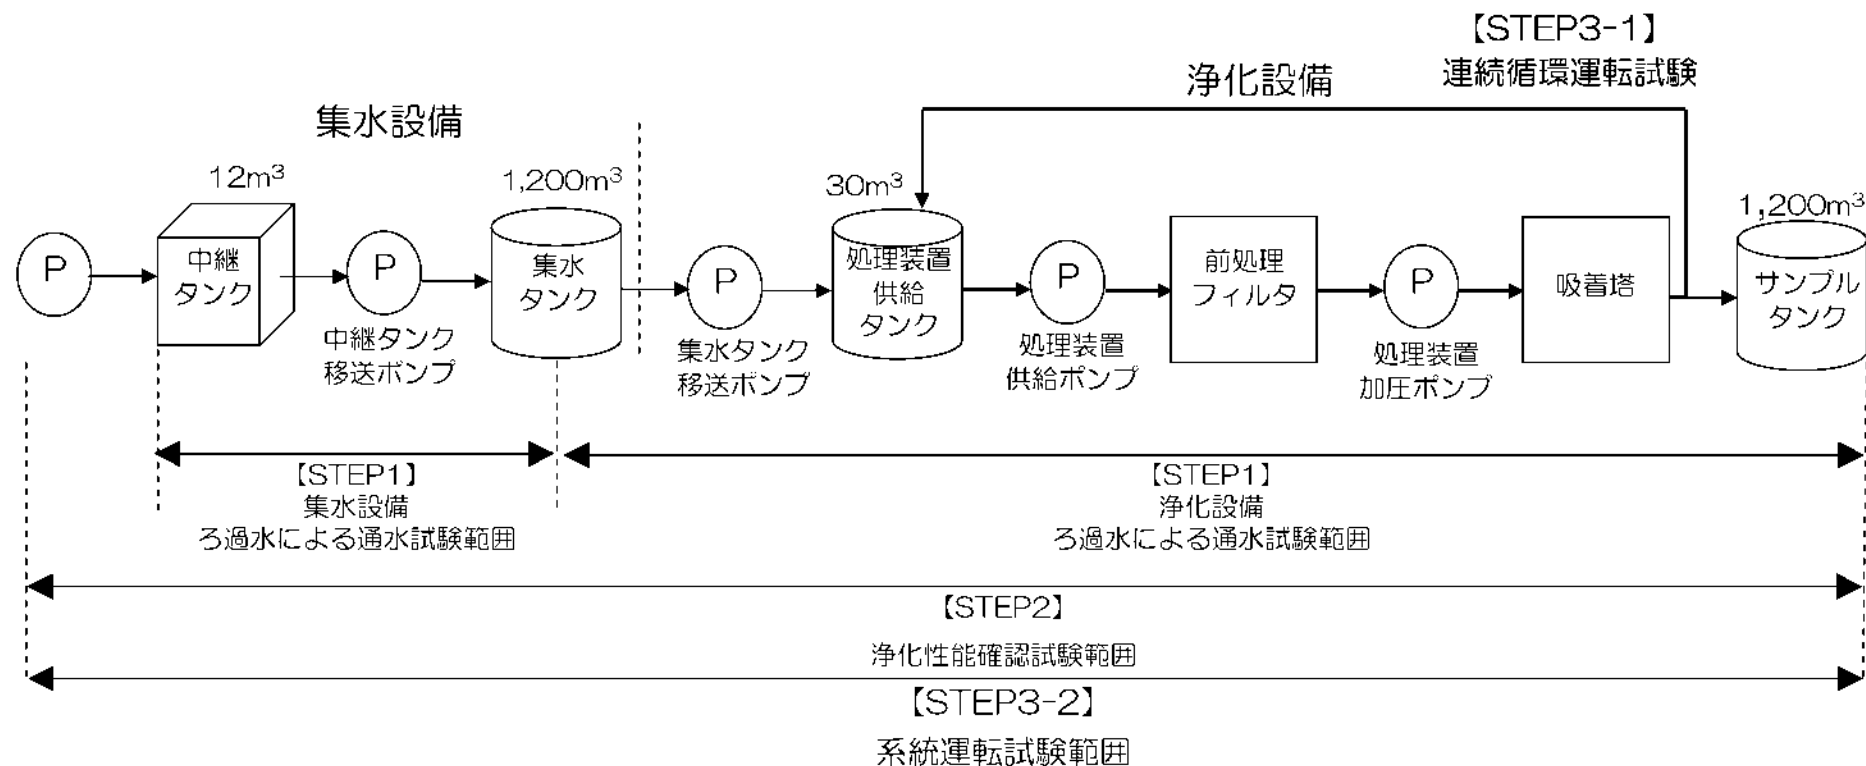 【STEP3-1】
連続循環運転試験
浄化設備
集水設備
12m³
1,200m³
30m³
1,200m³
P
中継
タンク
P
中継タンク
移送ポンプ
集水
タンク
P
集水タンク
移送ポンプ
処理装置
供給
タンク
P
処理装置
供給ポンプ
前処理
フィルタ
P
処理装置
加圧ポンプ
吸着塔
サンプル
タンク
【STEP1】
集水設備
ろ過水による通水試験範囲
【STEP1】
浄化設備
ろ過水による通水試験範囲
【STEP2】
浄化性能確認試験範囲
【STEP3-2】
系統運転試験範囲